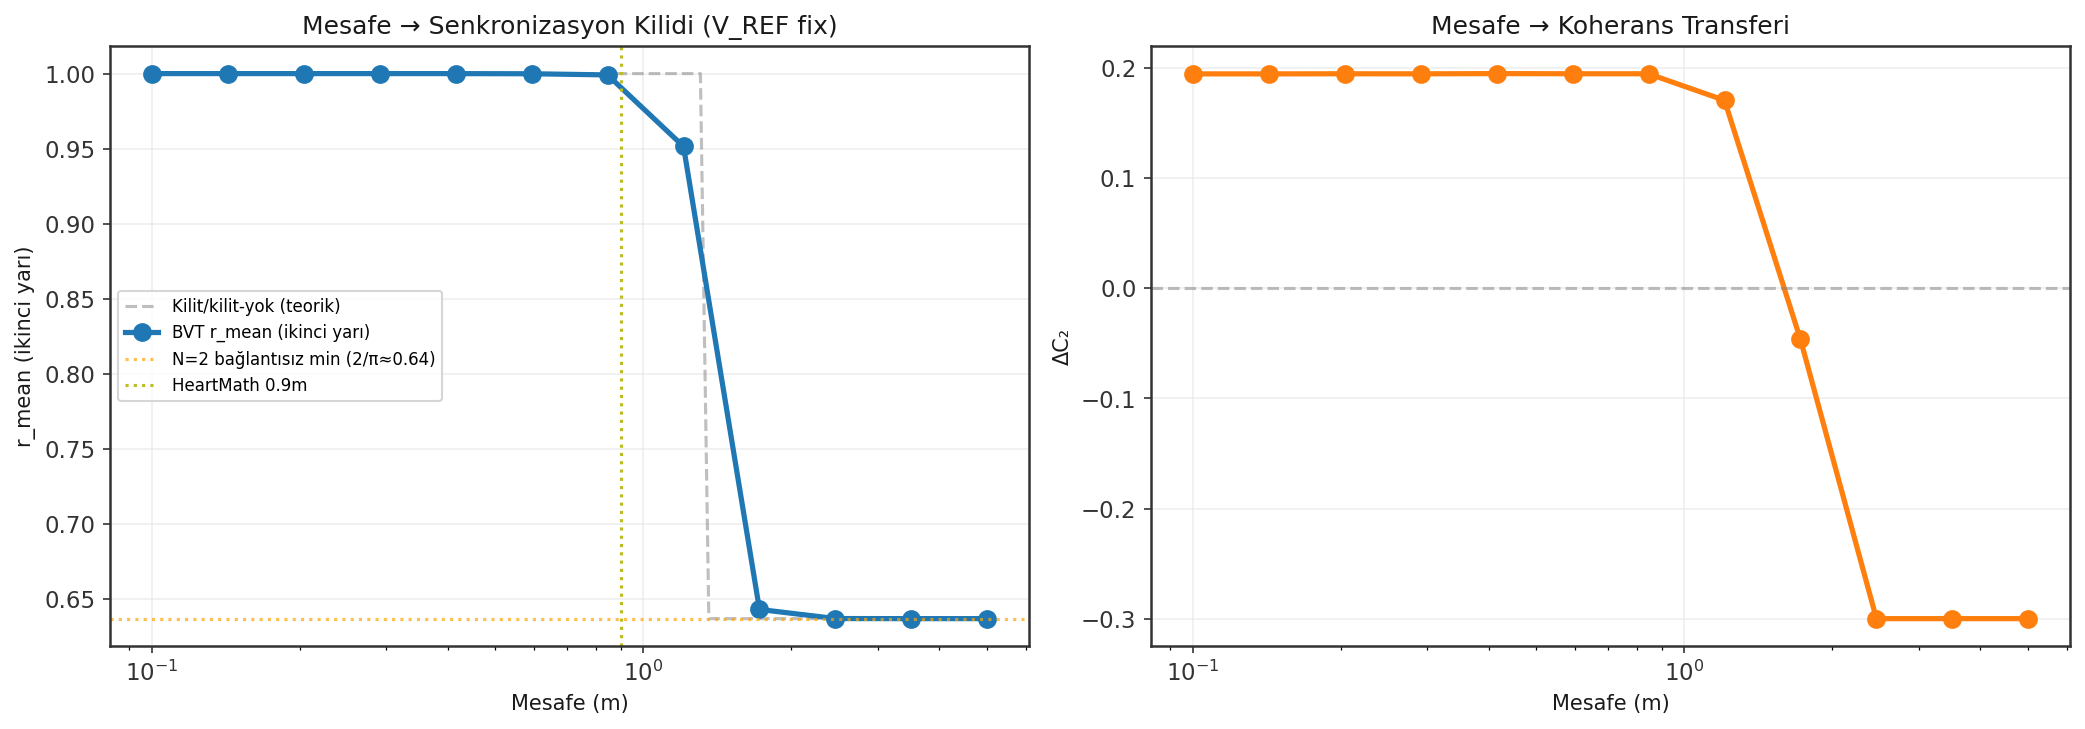 Mesafe → Senkronizasyon Kilidi (V_REF fix)
1.00
0.95
0.90
0.85
0.80
0.75
0.70
0.65
r_mean (ikinci yarı)
Kilit/kilit-yok (teorik)
BVT r_mean (ikinci yarı)
N=2 bağlantısız min (2/π≈0.64)
HeartMath 0.9m
10⁻¹
10⁰
Mesafe (m)
Mesafe → Koherans Transferi
0.2
0.1
0.0
−0.1
−0.2
−0.3
ΔC₂
10⁻¹
10⁰
Mesafe (m)